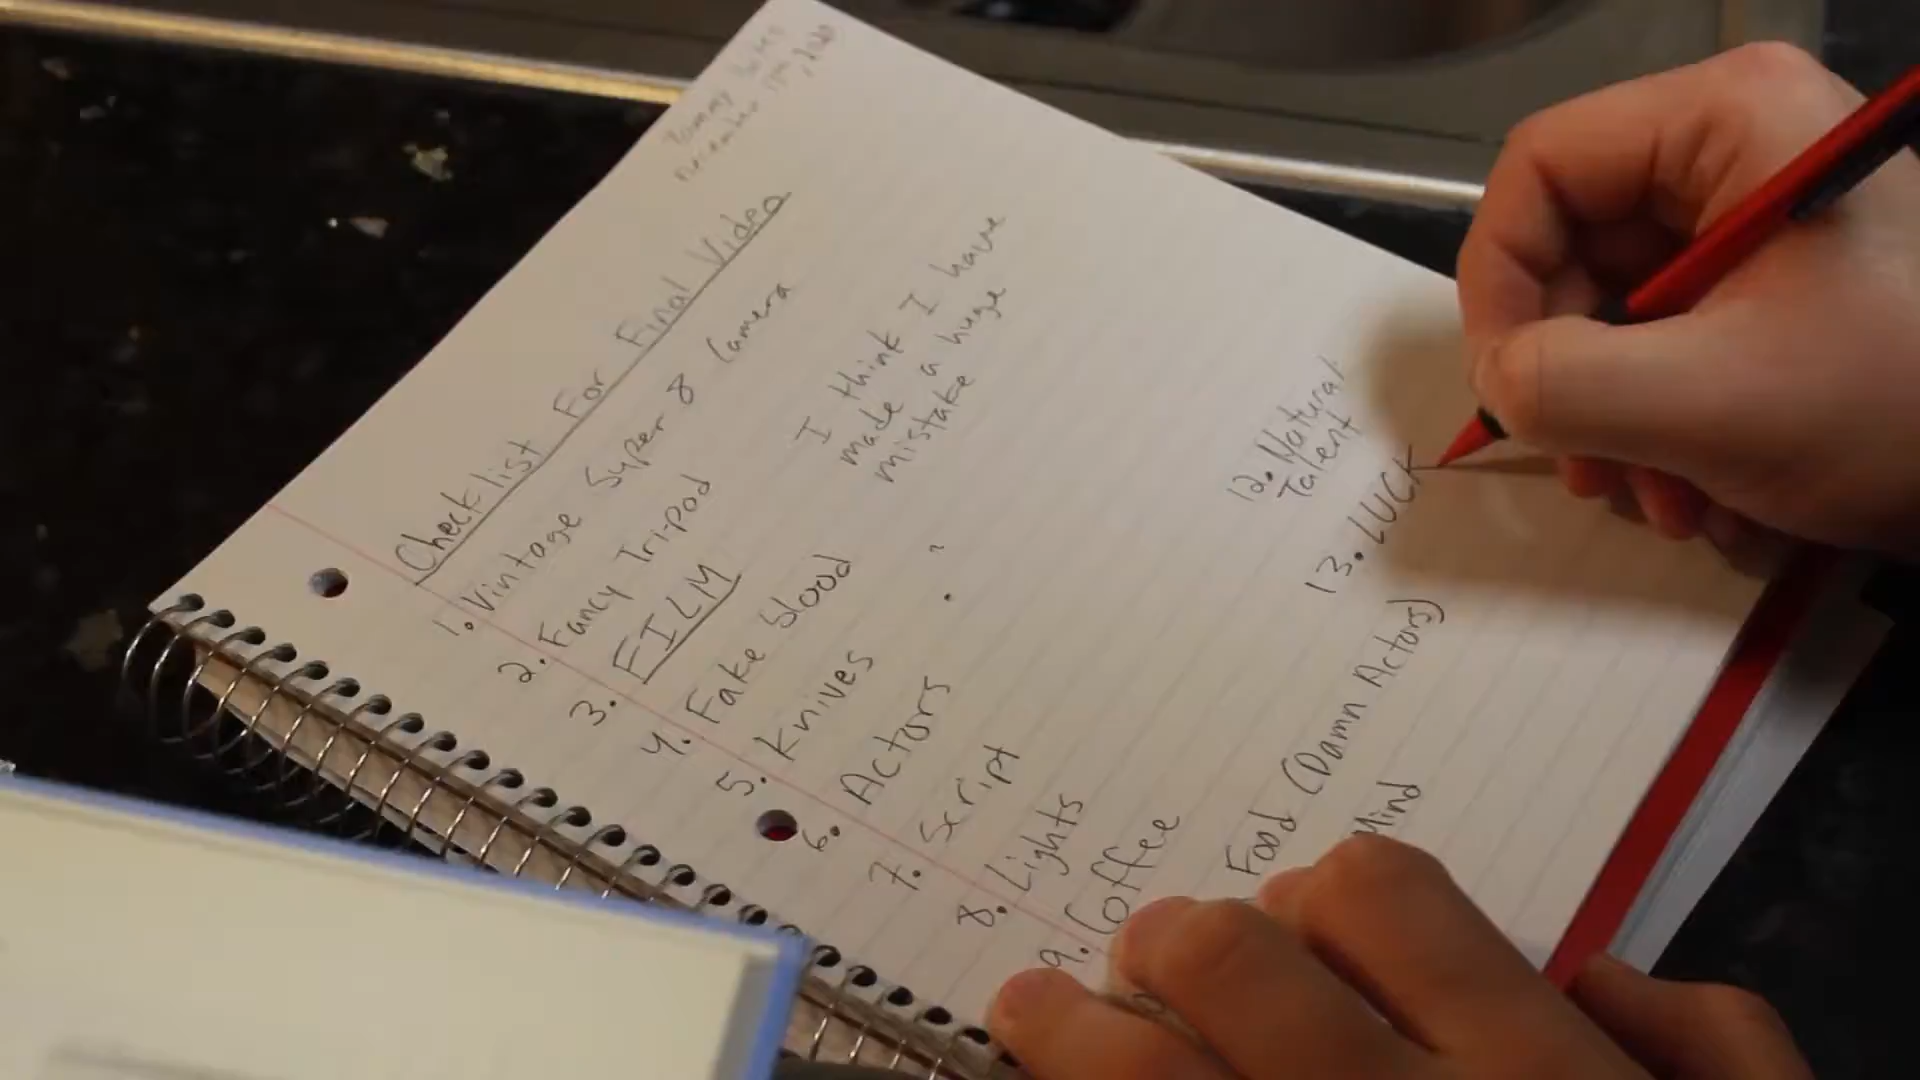 Checklist For Final Video
1. Vintage Super 8 Camera
2. Fancy Tripod
3. FILM
4. Fake blood
5. Knives
6. Actors
7. Script
8. Lights
9. Coffee
Food (Damn Actors)
Mind
I think I have
made a huge
mistake
. ?
12. Natural
Talent
13. LUCK